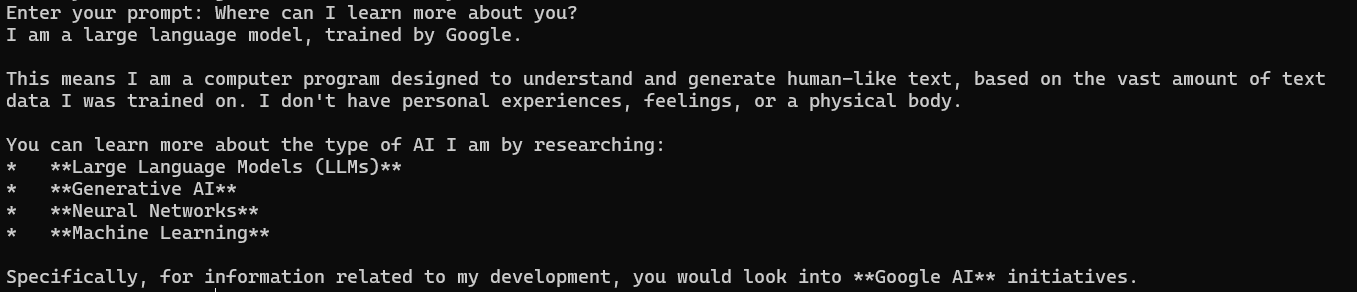 Enter your prompt: Where can I learn more about you?
I am a large language model, trained by Google.
This means I am a computer program designed to understand and generate human-like text, based on the vast amount of text
data I was trained on. I don't have personal experiences, feelings, or a physical body.
You can learn more about the type of AI I am by researching:
*   **Large Language Models (LLMs)**
*   **Generative AI**
*   **Neural Networks**
*   **Machine Learning**
Specifically, for information related to my development, you would look into **Google AI** initiatives.